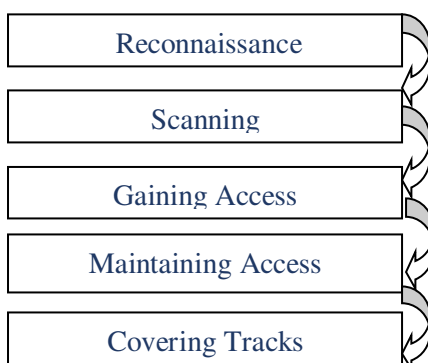 Reconnaissance
Scanning
Gaining Access
Maintaining Access
Covering Tracks